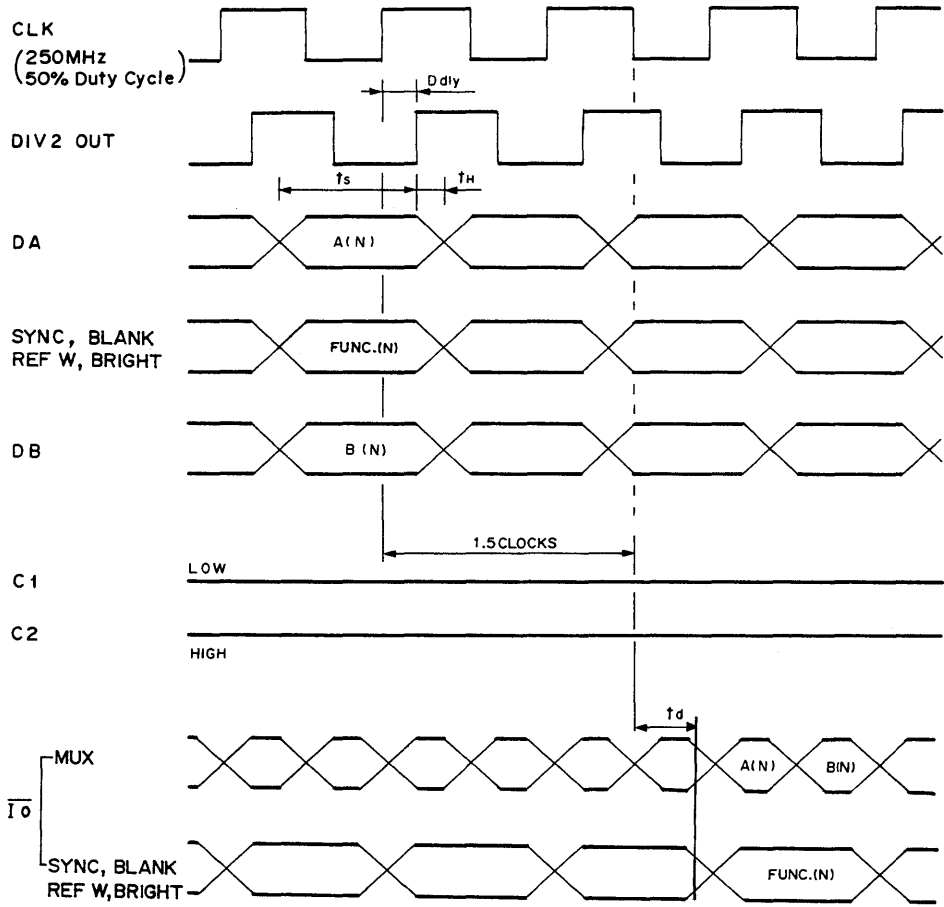 CLK
(250MHz
50% Duty Cycle)
Ddly
DIV2 OUT
tS
tH
DA
A(N)
SYNC, BLANK
REF W, BRIGHT
FUNC.(N)
DB
B(N)
1.5CLOCKS
LOW
C1
C2
HIGH
td
MUX
A(N)
B(N)
IO
SYNC, BLANK
REF W, BRIGHT
FUNC.(N)